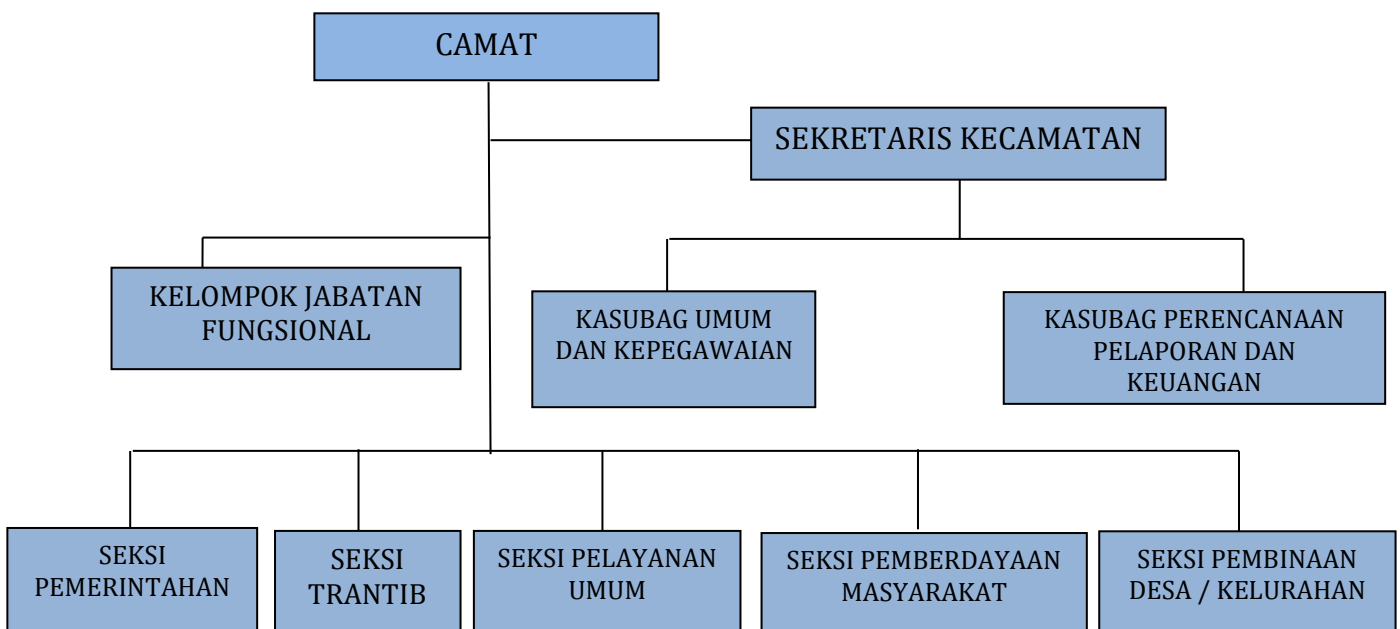 CAMAT
SEKRETARIS KECAMATAN
KELOMPOK JABATAN
FUNGSIONAL
KASUBAG UMUM
DAN KEPEGAWAIAN
KASUBAG PERENCANAAN
PELAPORAN DAN
KEUANGAN
SEKSI
PEMERINTAHAN
SEKSI
TRANTIB
SEKSI PELAYANAN
UMUM
SEKSI PEMBERDAYAAN
MASYARAKAT
SEKSI PEMBINAAN
DESA / KELURAHAN